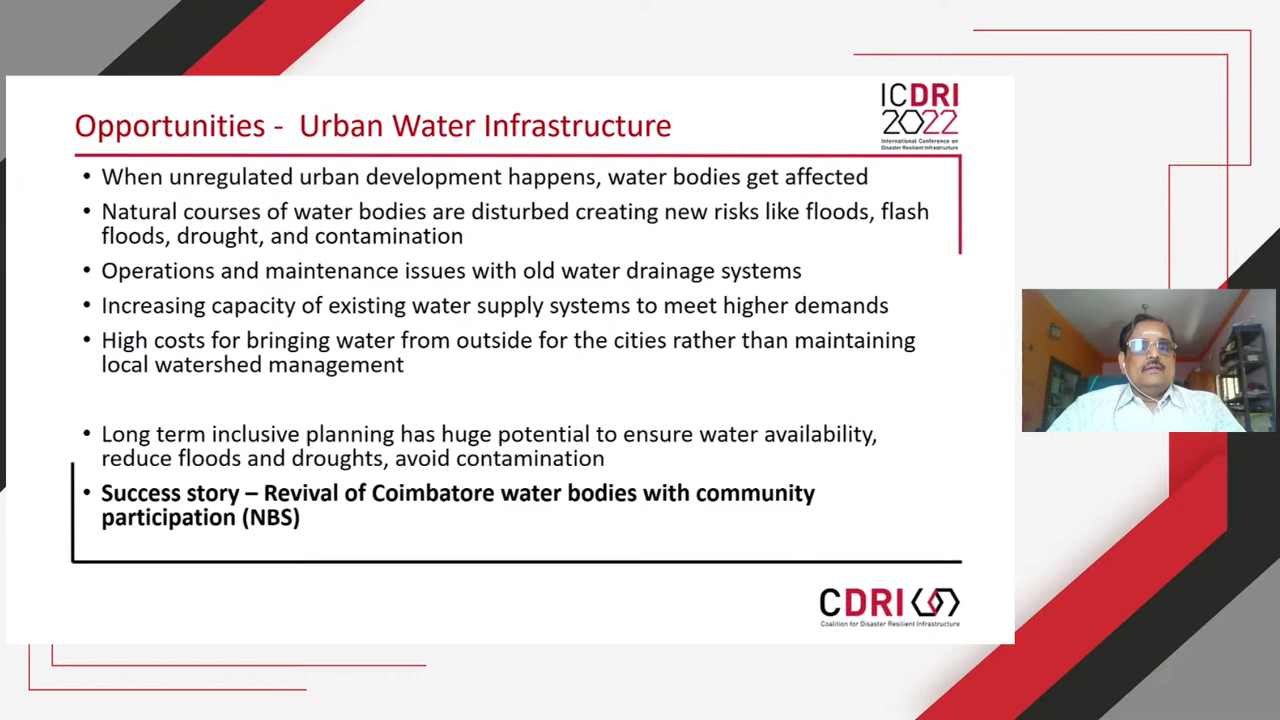 ICDRI
2022
International Conference on
Disaster Resilient Infrastructure
Opportunities - Urban Water Infrastructure
• When unregulated urban development happens, water bodies get affected
• Natural courses of water bodies are disturbed creating new risks like floods, flash
floods, drought, and contamination
• Operations and maintenance issues with old water drainage systems
• Increasing capacity of existing water supply systems to meet higher demands
• High costs for bringing water from outside for the cities rather than maintaining
local watershed management
• Long term inclusive planning has huge potential to ensure water availability,
reduce floods and droughts, avoid contamination
• Success story – Revival of Coimbatore water bodies with community
participation (NBS)
CDRI
Coalition for Disaster Resilient Infrastructure